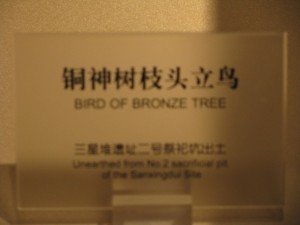 铜神树枝头立鸟
BIRD OF BRONZE TREE
三星堆遗址二号祭祀坑出土
Unearthed from No.2 sacrificial pit
of the Sanxingdui Site